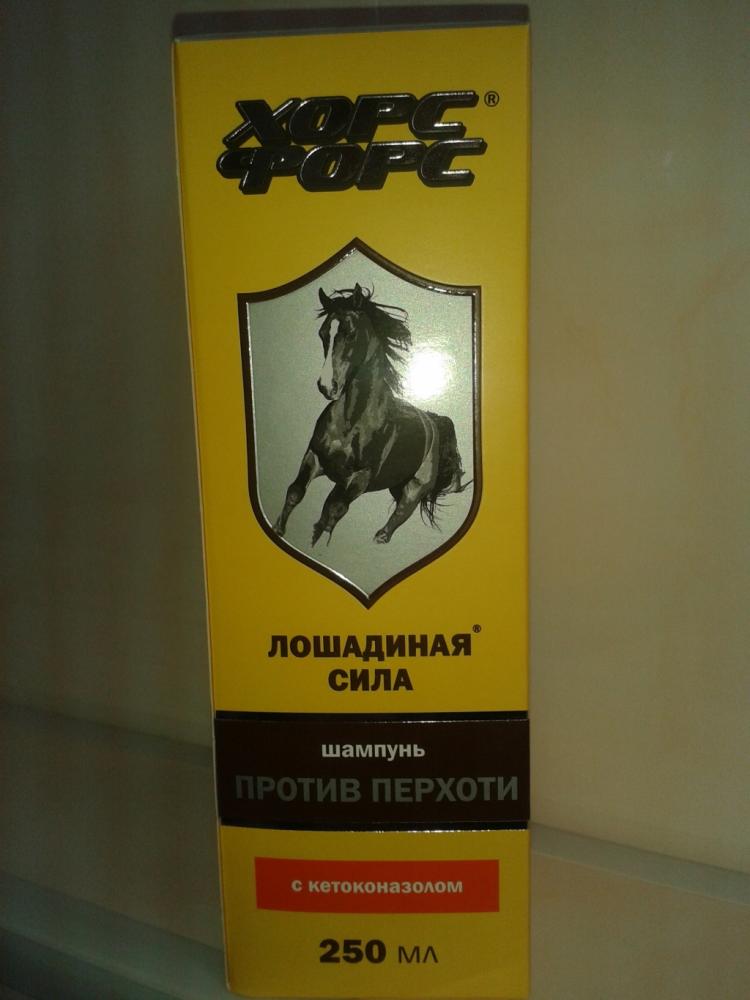 ХОРС®
ФОРС
ЛОШАДИНАЯ®
СИЛА
шампунь
ПРОТИВ ПЕРХОТИ
с кетоконазолом
250 мл